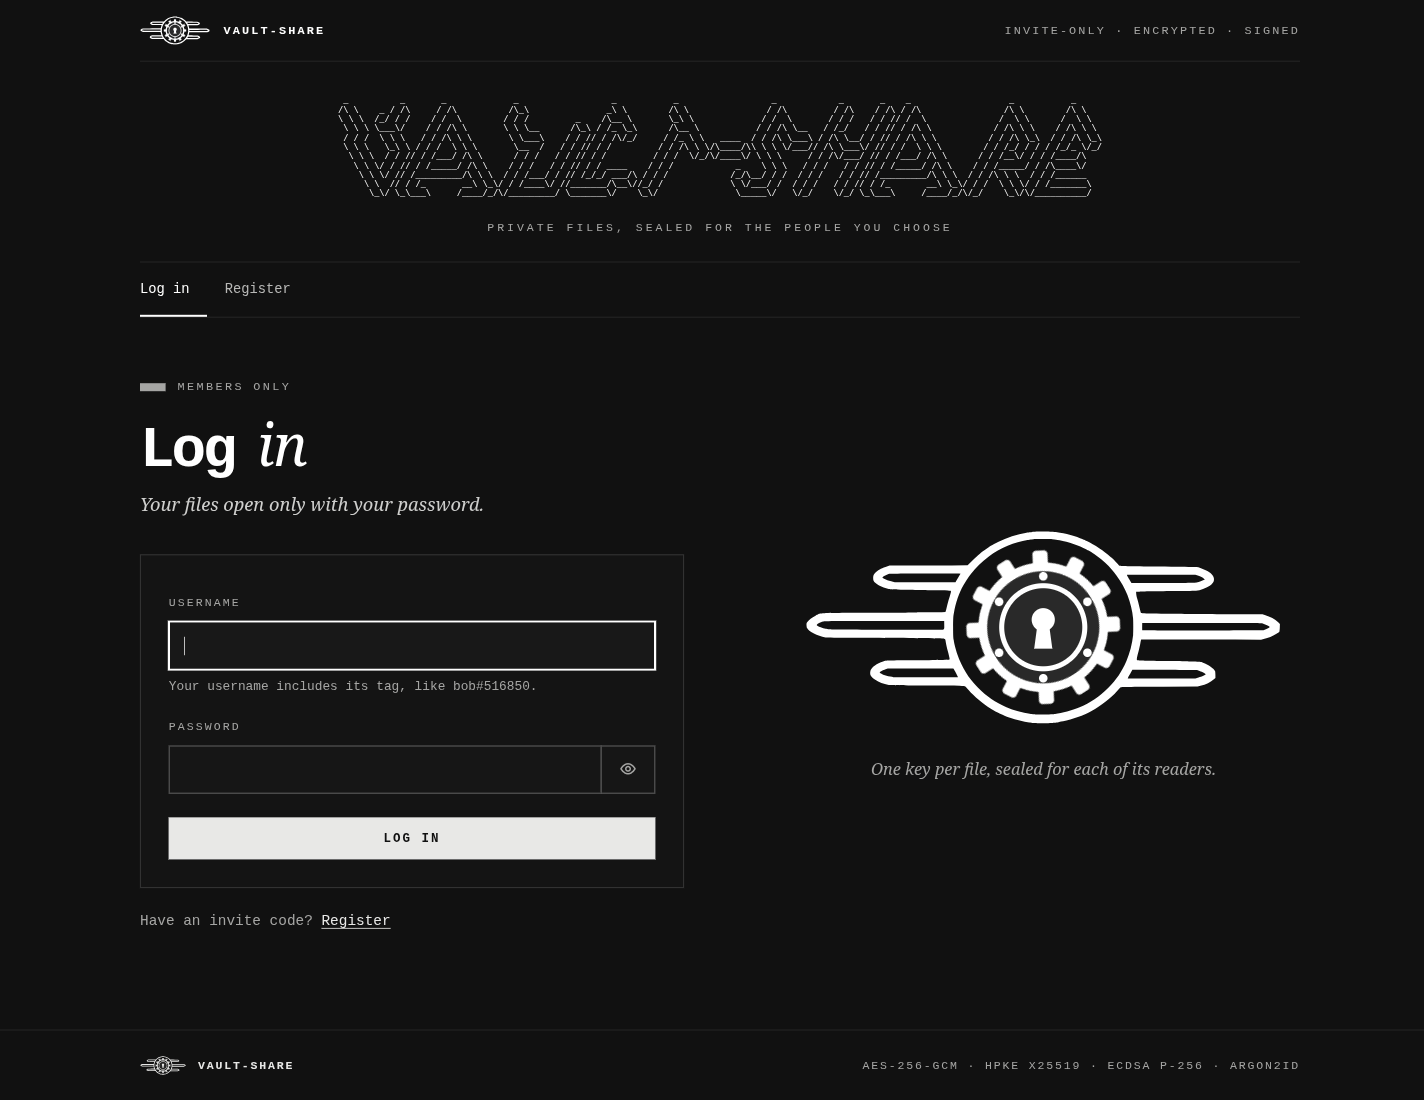 VAULT-SHARE
INVITE-ONLY · ENCRYPTED · SIGNED
VAULT-SHARE
PRIVATE FILES, SEALED FOR THE PEOPLE YOU CHOOSE
Log in
Register
MEMBERS ONLY
Log in
Your files open only with your password.
USERNAME
Your username includes its tag, like bob#516850.
PASSWORD
LOG IN
One key per file, sealed for each of its readers.
Have an invite code? Register
VAULT-SHARE
AES-256-GCM · HPKE X25519 · ECDSA P-256 · ARGON2ID